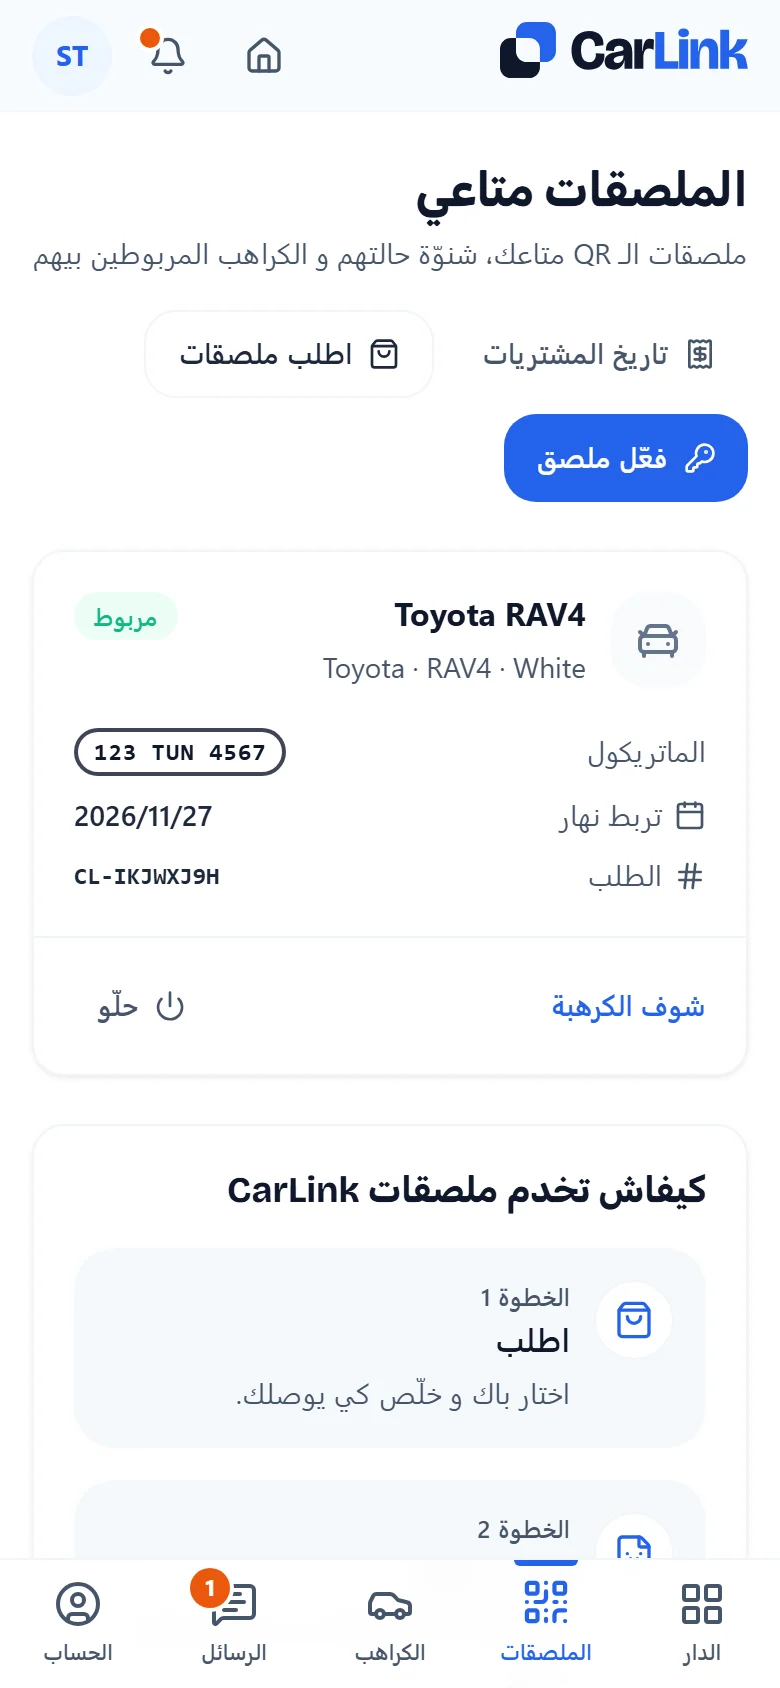 CarLink
ST
الملصقات متاعي
ملصقات الـ QR متاعك، شنوّة حالتهم و الكراهب المربوطين بيهم
تاريخ المشتريات
اطلب ملصقات
فعّل ملصق
Toyota RAV4
مربوط
Toyota · RAV4 · White
الماتريكول
123 TUN 4567
تربط نهار
2026/11/27
الطلب
CL-IKJWXJ9H
شوف الكرهبة
حلّو
كيفاش تخدم ملصقات CarLink
الخطوة 1
اطلب
اختار باك و خلّص كي يوصلك.
الخطوة 2
الدار
الملصقات
الكراهب
1
الرسائل
الحساب